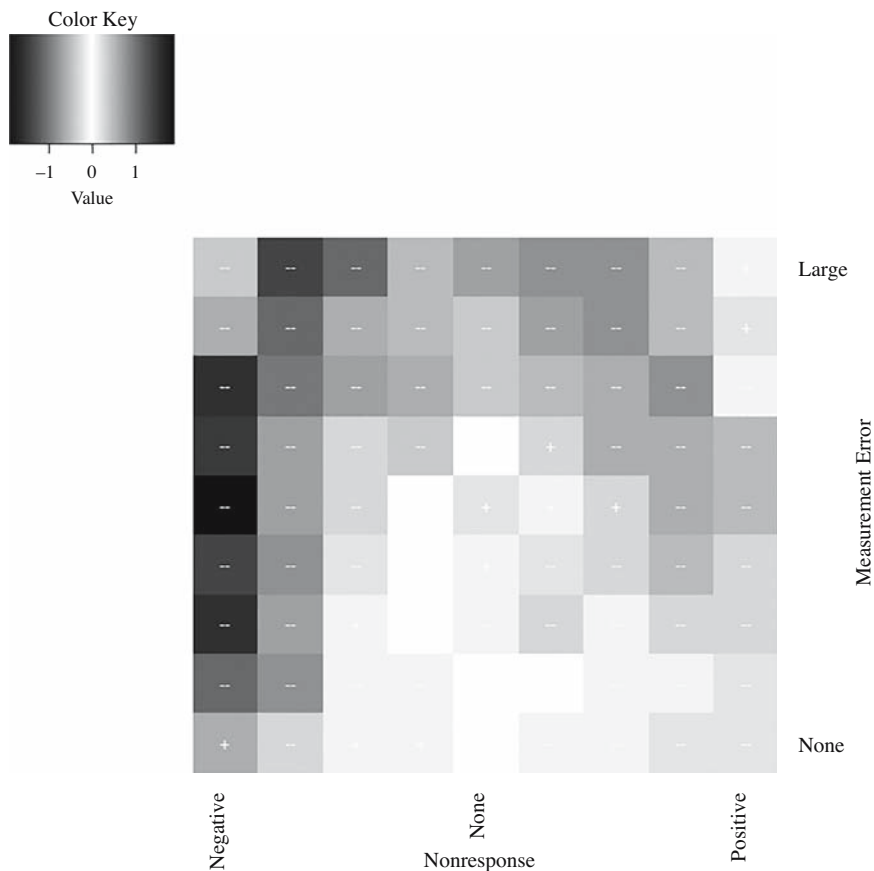 Color Key
–1 0 1
Value
-- -- -- -- -- -- -- --
Large
-- -- -- -- -- -- -- -- +
-- -- -- -- -- -- -- --
-- -- -- -- + -- -- --
-- -- -- + + -- --
-- -- -- -- -- -- --
-- -- -- -- --
-- -- --
+ -- -- --
None
Measurement Error
Negative
None
Positive
Nonresponse